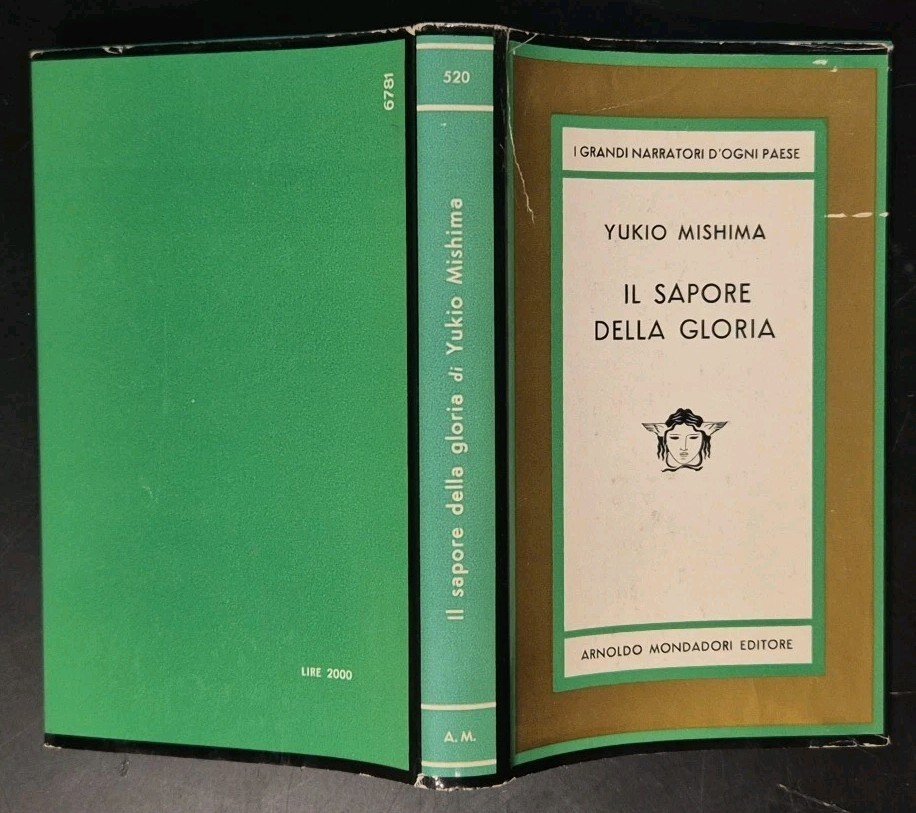 6781
LIRE 2000
520
Il sapore della gloria di Yukio Mishima
A. M.
I GRANDI NARRATORI D'OGNI PAESE
YUKIO MISHIMA
IL SAPORE
DELLA GLORIA
ARNOLDO MONDADORI EDITORE